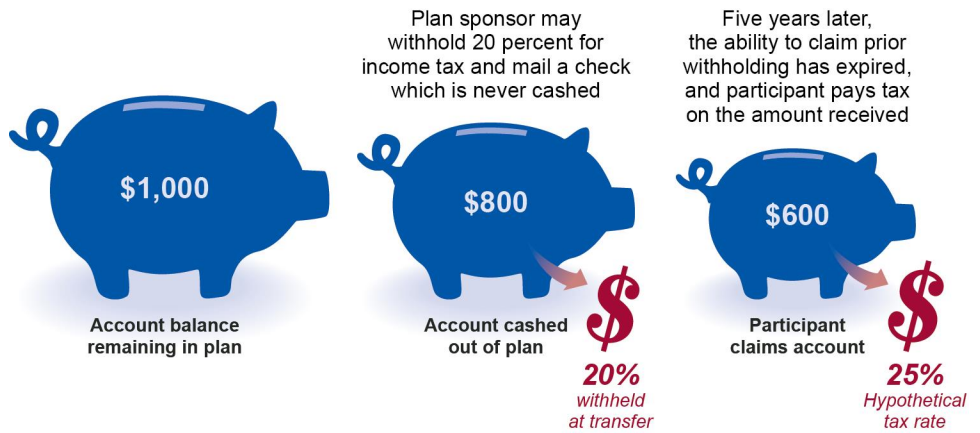 Plan sponsor may
withhold 20 percent for
income tax and mail a check
which is never cashed
Five years later,
the ability to claim prior
withholding has expired,
and participant pays tax
on the amount received
$1,000
$800
$600
Account balance
remaining in plan
Account cashed
out of plan
$
20%
withheld
at transfer
Participant
claims account
$
25%
Hypothetical
tax rate